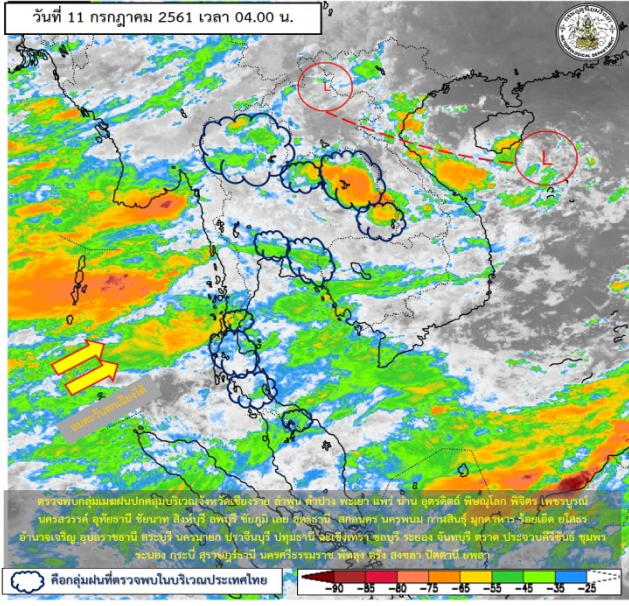 วันที่ 11 กรกฎาคม 2561 เวลา 04.00 น.
L
L
ลมตะวันตกเฉียงใต้
ตรวจพบกลุ่มเมฆฝนปกคลุมบริเวณจังหวัดเชียงราย ลำพูน ลำปาง พะเยา แพร่ น่าน อุตรดิตถ์ พิษณุโลก พิจิตร เพชรบูรณ์
นครสวรรค์ อุทัยธานี ชัยนาท สิงห์บุรี ลพบุรี ชัยภูมิ เลย อุดรธานี สกลนคร นครพนม กาฬสินธุ์ มุกดาหาร ร้อยเอ็ด ยโสธร
อำนาจเจริญ อุบลราชธานี สระบุรี นครนายก ปราจีนบุรี ปทุมธานี ฉะเชิงเทรา ชลบุรี ระยอง จันทบุรี ตราด ประจวบคีรีขันธ์ ชุมพร
ระนอง กระบี่ สุราษฎร์ธานี นครศรีธรรมราช พัทลุง ตรัง สงขลา ปัตตานี ยะลา
คือกลุ่มฝนที่ตรวจพบในบริเวณประเทศไทย
-90 -85 -80 -75 -65 -55 -45 -35 -25